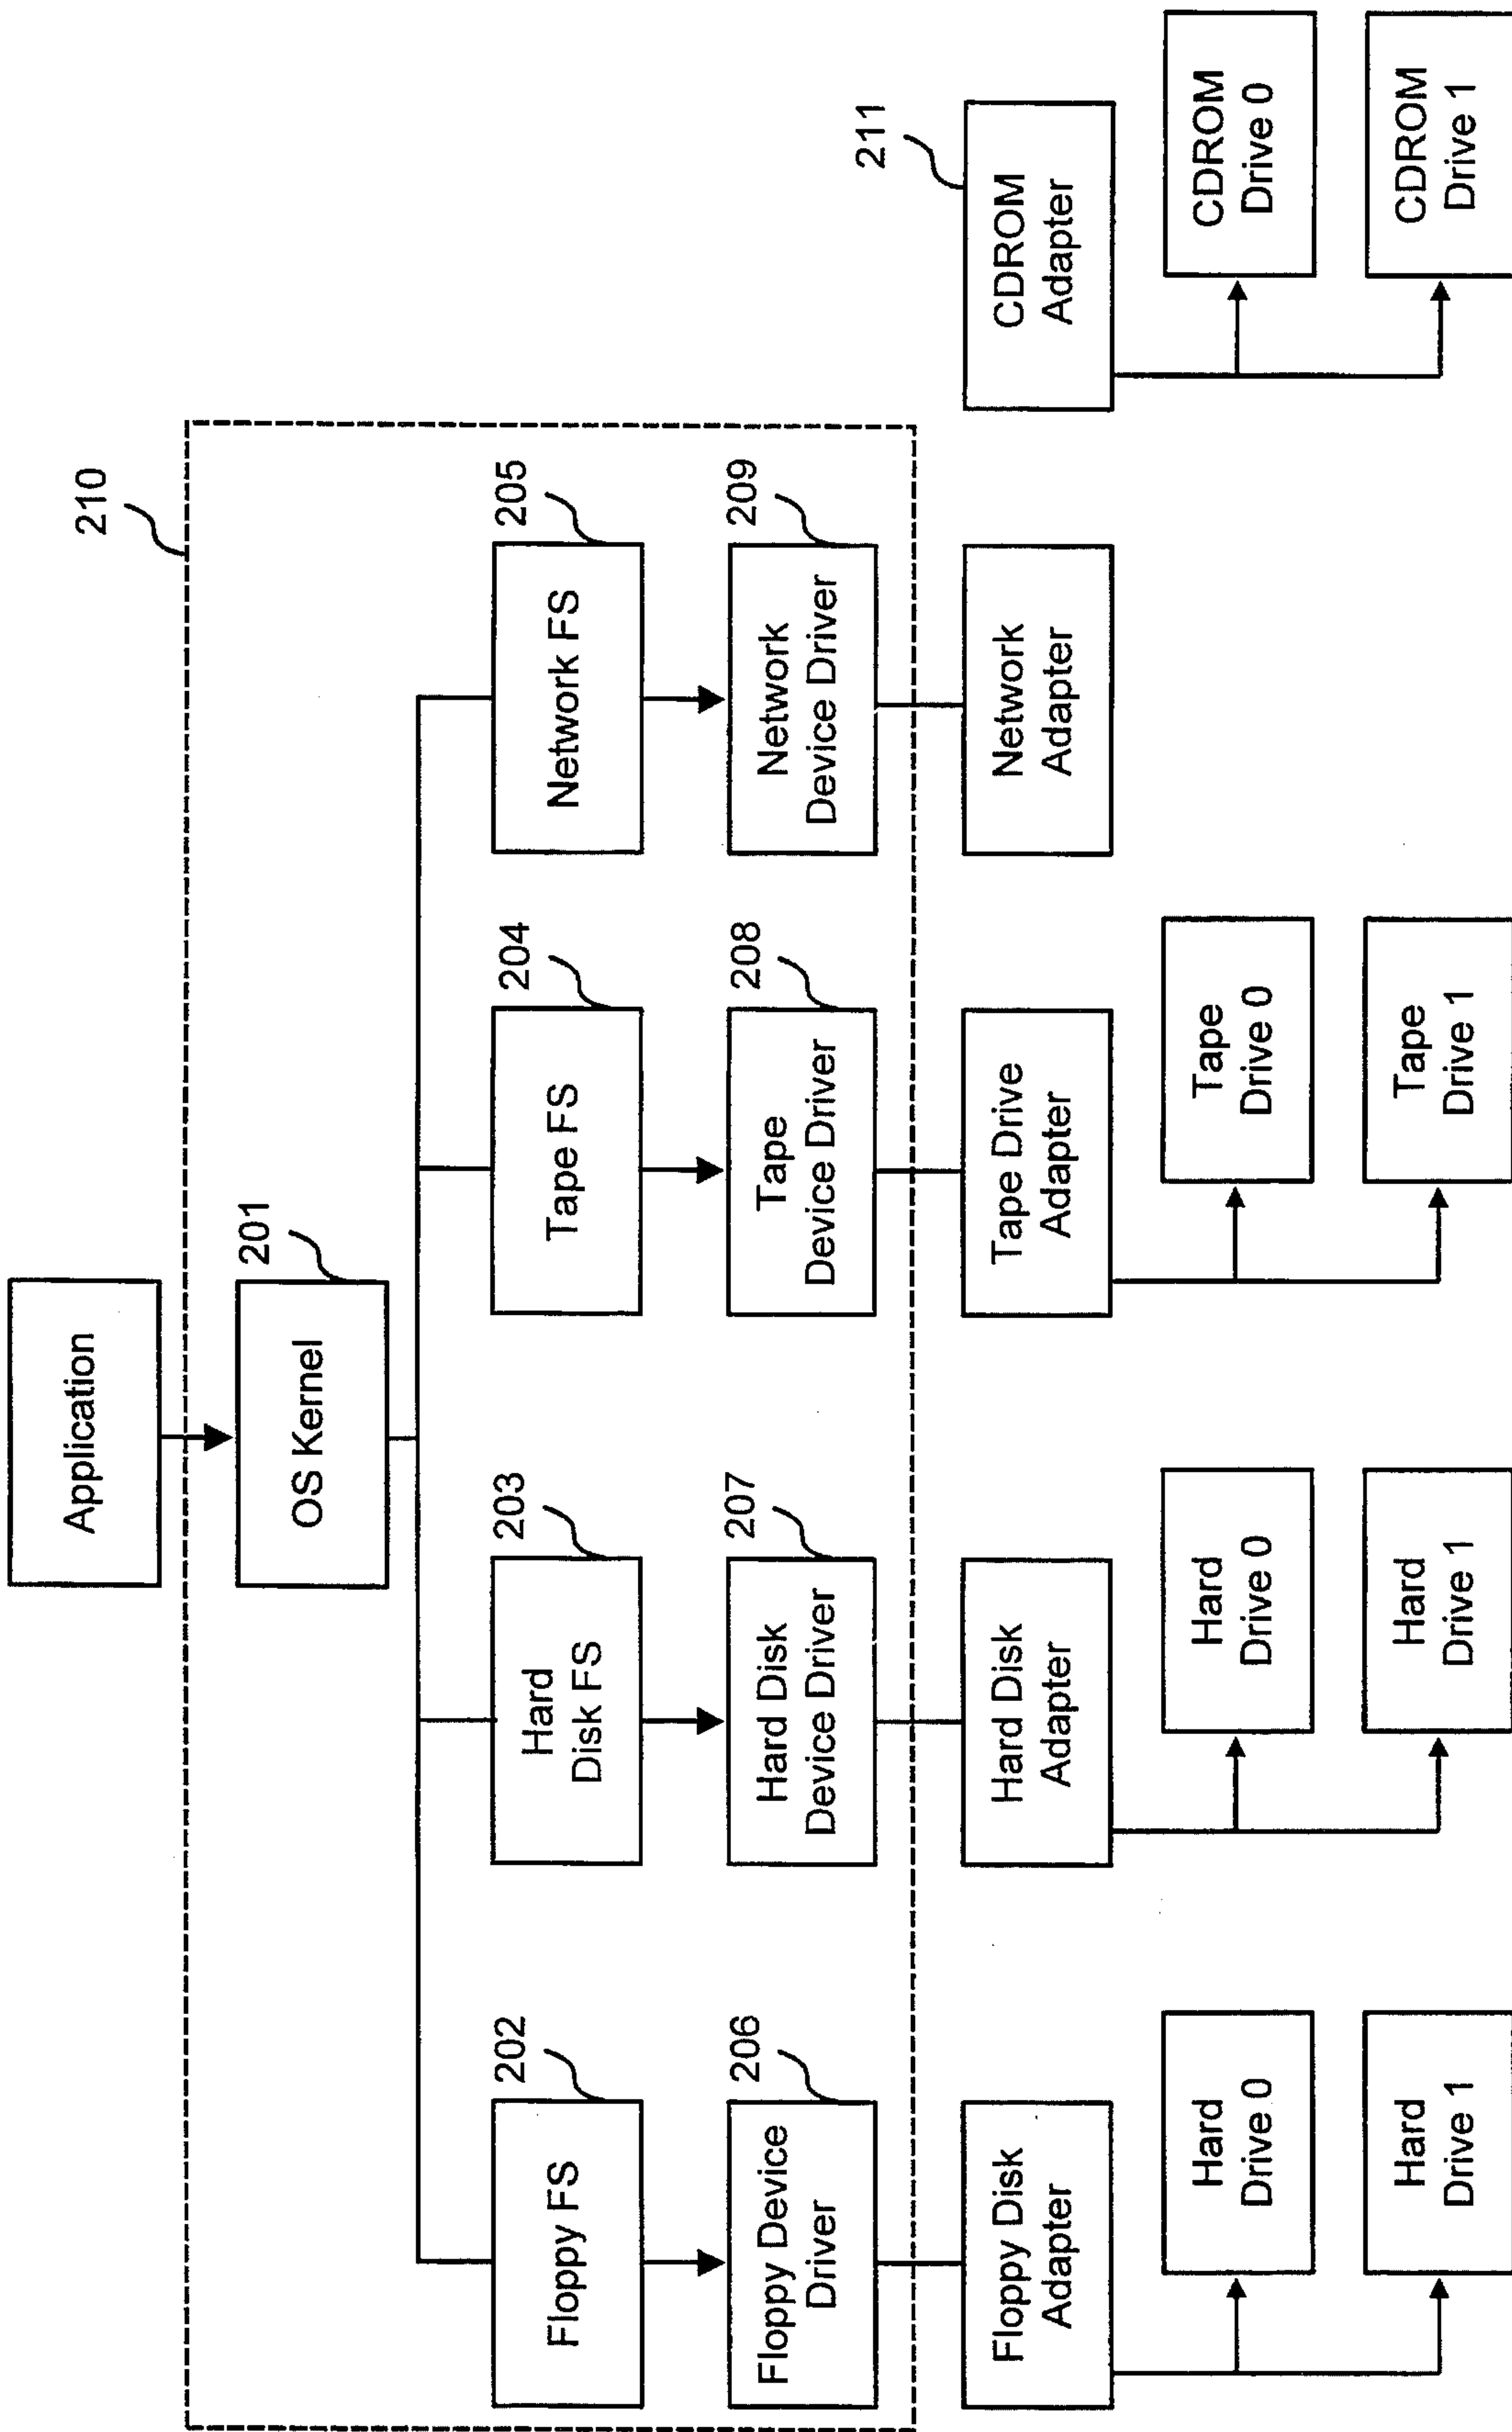 Application
210
201
OS Kernel
202
203
204
205
Floppy FS
Hard
Disk FS
Tape FS
Network FS
206
207
208
209
Floppy Device
Driver
Hard Disk
Device Driver
Tape
Device Driver
Network
Device Driver
211
Floppy Disk
Adapter
Hard Disk
Adapter
Tape Drive
Adapter
Network
Adapter
CDROM
Adapter
Hard
Drive 0
Hard
Drive 0
Tape
Drive 0
CDROM
Drive 0
Hard
Drive 1
Hard
Drive 1
Tape
Drive 1
CDROM
Drive 1